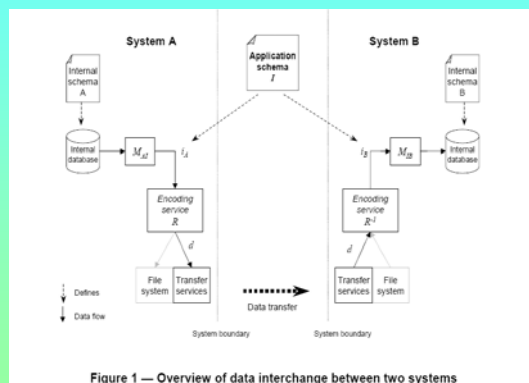 System A
Application
schema
I
System B
Internal
schema
A
Internal
schema
B
Internal
database
M_AI
i_A
i_B
M_IB
Internal
database
Encoding
service
R
Encoding
service
R⁻¹
d
d
File
system
Transfer
services
Transfer
services
File
system
Data transfer
Defines
Data flow
System boundary
System boundary
Figure 1 — Overview of data interchange between two systems